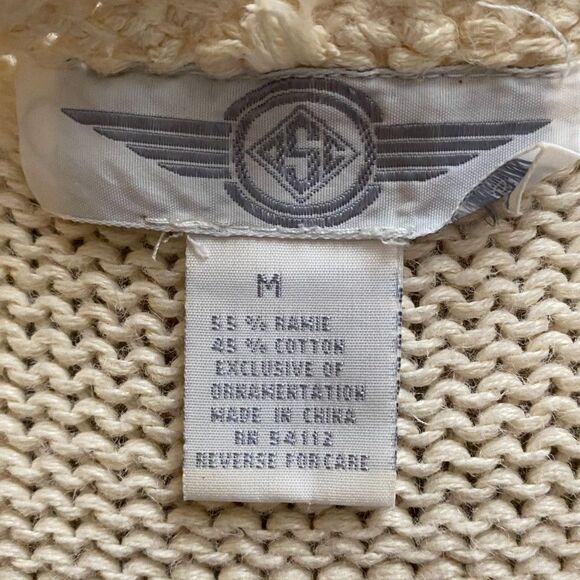 S
M
55 % RAMIE
45 % COTTON
EXCLUSIVE OF
ORNAMENTATION
MADE IN CHINA
RN 54112
REVERSE FOR CARE